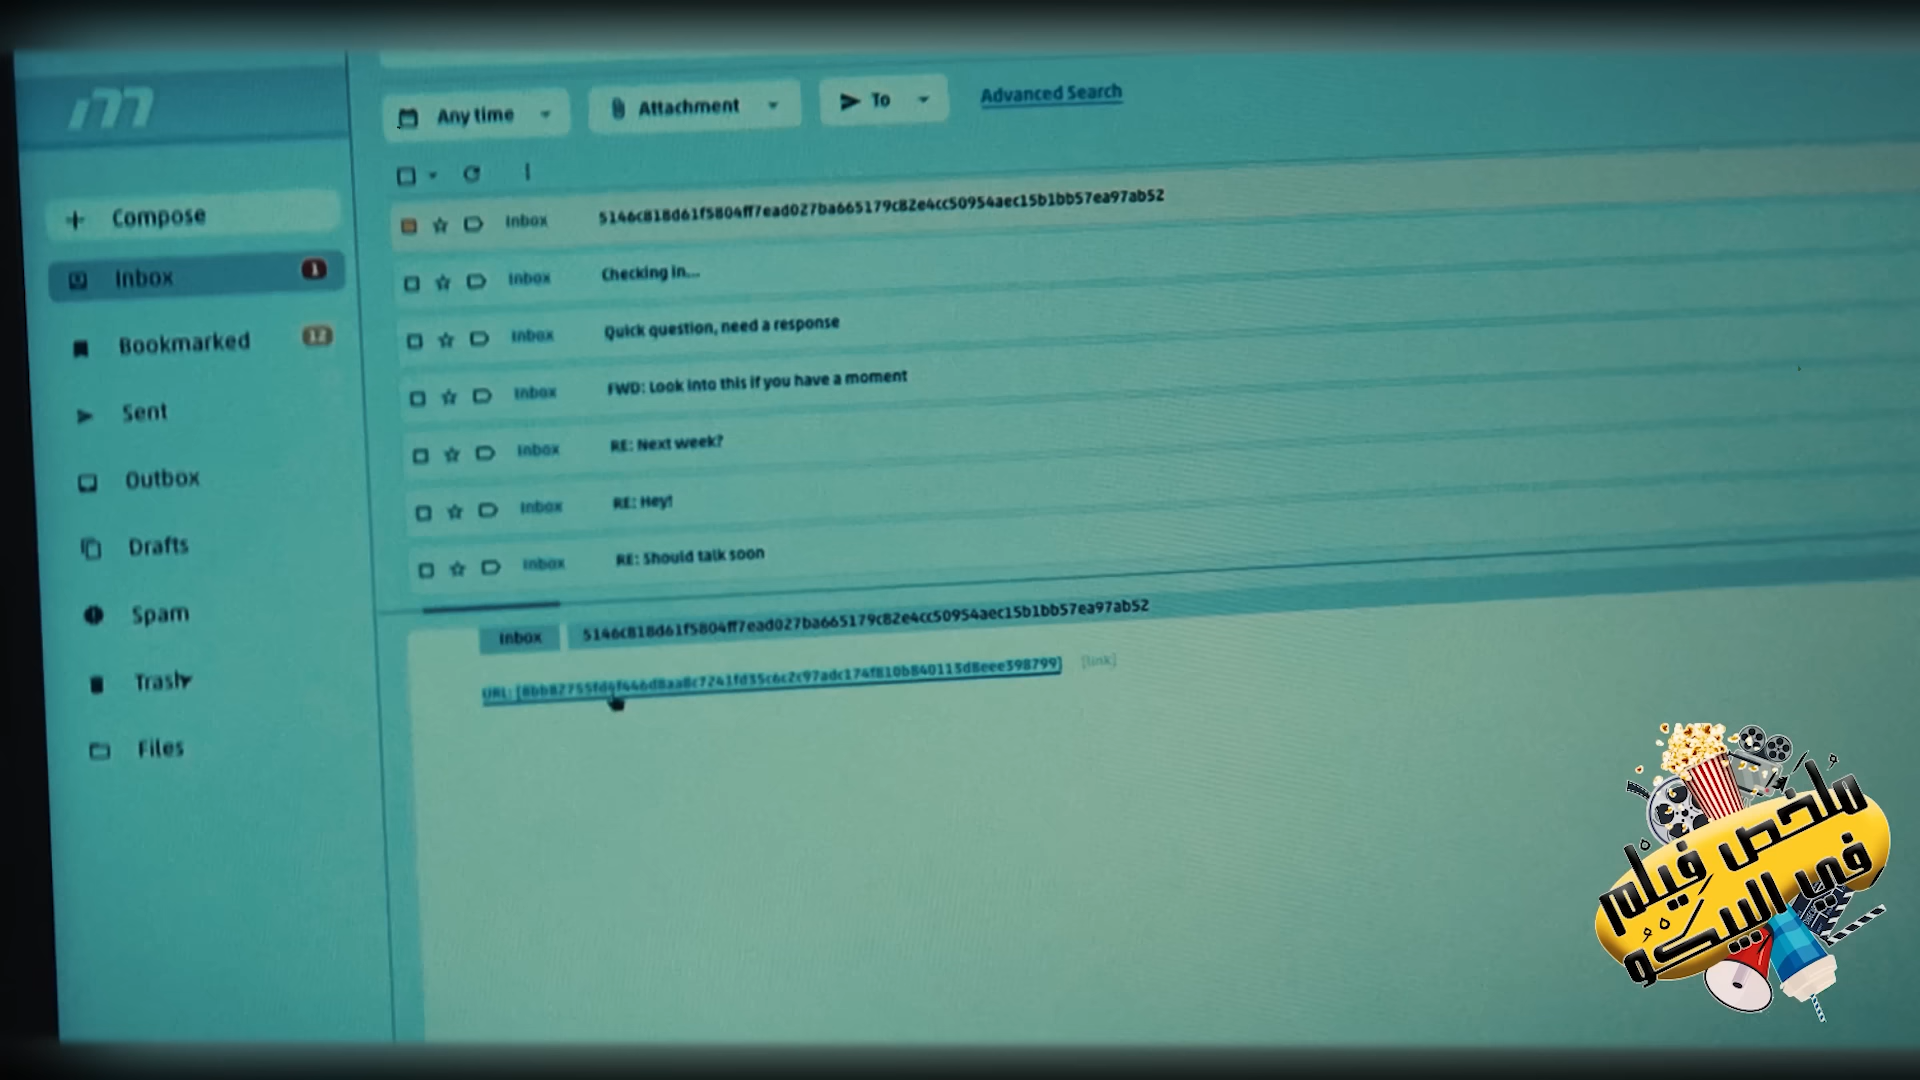 m
Any time
Attachment
To
Advanced Search
Compose
Inbox 1
Bookmarked 12
Sent
Outbox
Drafts
Spam
Trash
Files
Inbox 5146c818d61f5804ff7ead027ba665179c82e4cc50954aec15b1bb57ea97ab52
Inbox Checking in...
Inbox Quick question, need a response
Inbox FWD: Look into this if you have a moment
Inbox RE: Next week?
Inbox RE: Hey!
Inbox RE: Should talk soon
Inbox 5146c818d61f5804ff7ead027ba665179c82e4cc50954aec15b1bb57ea97ab52
URL: [link]
ملخص فيلم
في البيكو